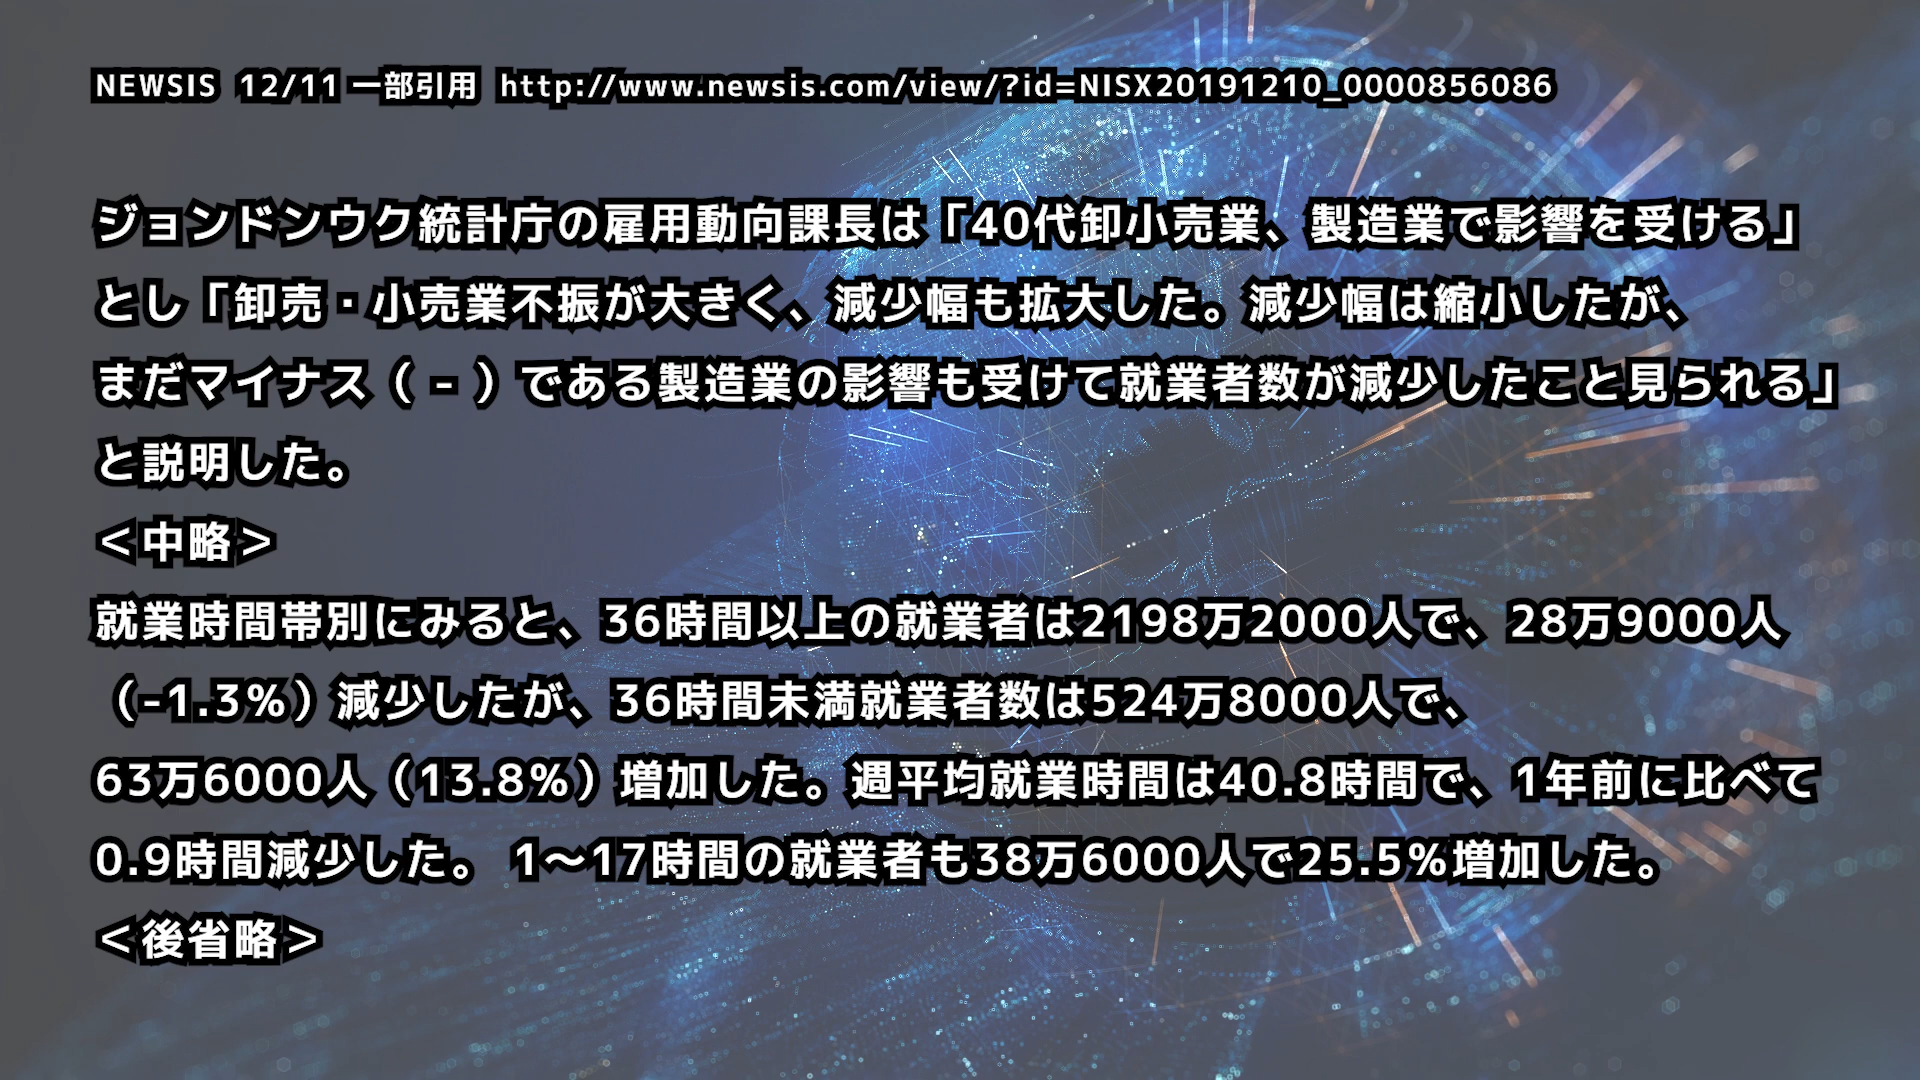 NEWSIS 12/11 一部引用 http://www.newsis.com/view/?id=NISX20191210_0000856086
ジョンドンウク統計庁の雇用動向課長は「40代卸小売業、製造業で影響を受ける」
とし「卸売・小売業不振が大きく、減少幅も拡大した。減少幅は縮小したが、
まだマイナス（ - ）である製造業の影響も受けて就業者数が減少したこと見られる」
と説明した。
＜中略＞
就業時間帯別にみると、36時間以上の就業者は2198万2000人で、28万9000人
（-1.3%）減少したが、36時間未満就業者数は524万8000人で、
63万6000人（13.8%）増加した。週平均就業時間は40.8時間で、1年前に比べて
0.9時間減少した。 1～17時間の就業者も38万6000人で25.5%増加した。
＜後省略＞